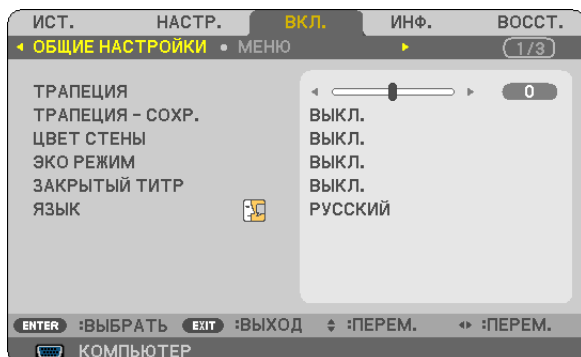 ИСТ. НАСТР. ВКЛ. ИНФ. ВОССТ.
ОБЩИЕ НАСТРОЙКИ • МЕНЮ 1/3
ТРАПЕЦИЯ 0
ТРАПЕЦИЯ – СОХР. ВЫКЛ.
ЦВЕТ СТЕНЫ ВЫКЛ.
ЭКО РЕЖИМ ВЫКЛ.
ЗАКРЫТЫЙ ТИТР ВЫКЛ.
ЯЗЫК РУССКИЙ
ENTER :ВЫБРАТЬ EXIT :ВЫХОД :ПЕРЕМ. :ПЕРЕМ.
КОМПЬЮТЕР